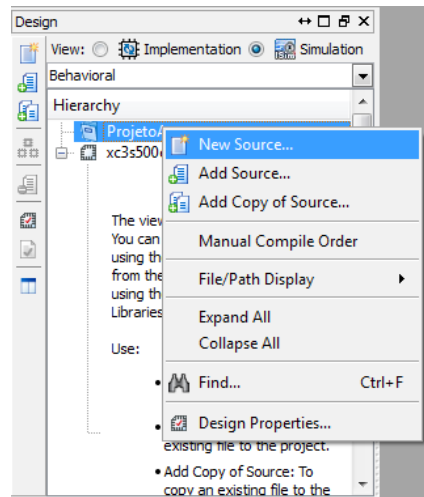 Design
View: Implementation Simulation
Behavioral
Hierarchy
xc3s500
New Source...
Add Source...
Add Copy of Source...
Manual Compile Order
File/Path Display
Expand All
Collapse All
Find... Ctrl+F
Design Properties...
The view
You can
using th
from the
using th
Libraries
Use:
existing file to the project.
• Add Copy of Source: To
copy an existing file to the